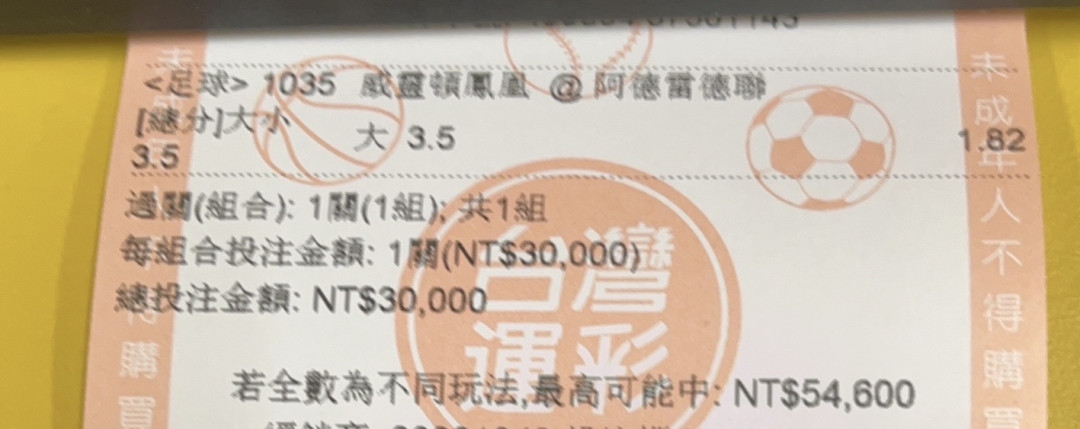 <足球> 1035 威靈頓鳳凰 @ 阿德雷德聯
[總分]大小
3.5
大 3.5
1.82
過關(組合): 1關(1組); 共1組
每組合投注金額: 1關(NT$30,000)
總投注金額: NT$30,000
若全數為不同玩法,最高可能中: NT$54,600
台灣
運彩
未成年人不得購買
購買